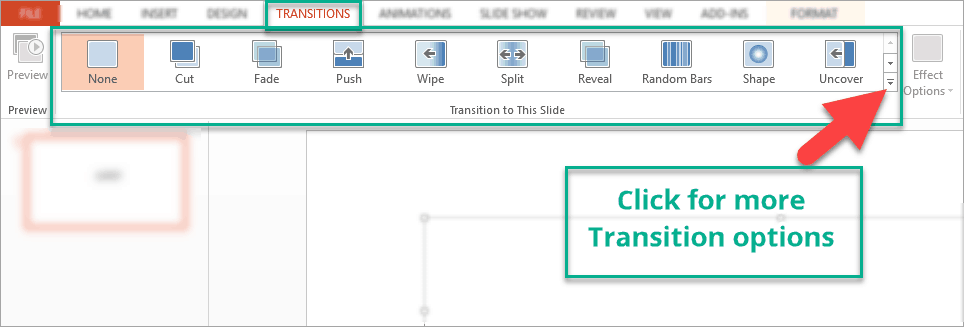 FILE HOME INSERT DESIGN TRANSITIONS ANIMATIONS SLIDE SHOW REVIEW VIEW ADD-INS FORMAT
Preview None Cut Fade Push Wipe Split Reveal Random Bars Shape Uncover Effect
Options
Preview Transition to This Slide
Click for more
Transition options